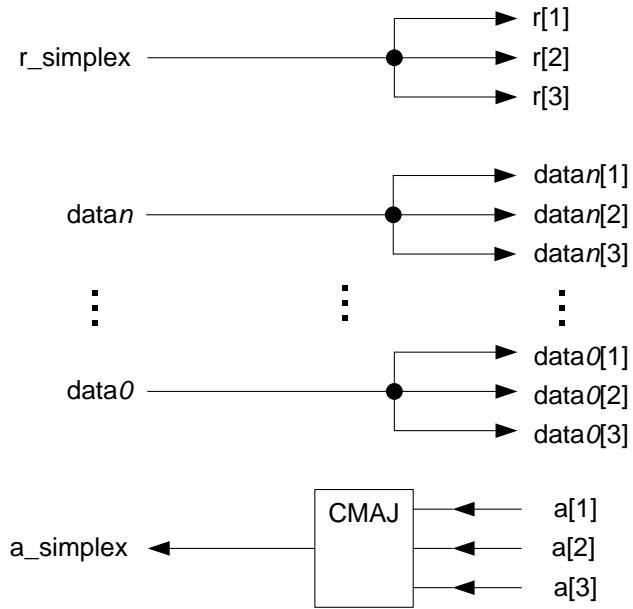 r[1]
r_simplex
r[2]
r[3]
datan[1]
datan
datan[2]
datan[3]
data0[1]
data0
data0[2]
data0[3]
CMAJ
a[1]
a_simplex
a[2]
a[3]